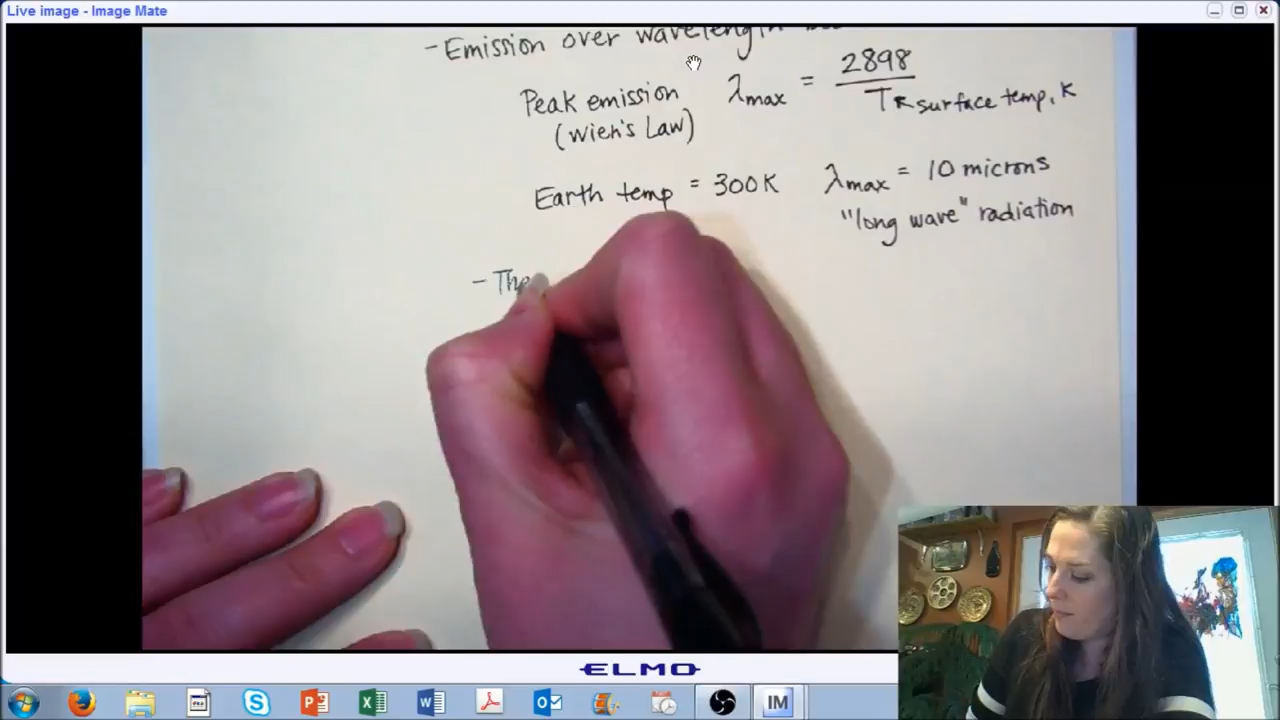 Live image - Image Mate
-Emission over wavelength
Peak emission λmax = 2898 / T surface temp, K
(Wien's Law)
Earth temp = 300K λmax = 10 microns
"long wave" radiation
- The
ELMO
IM